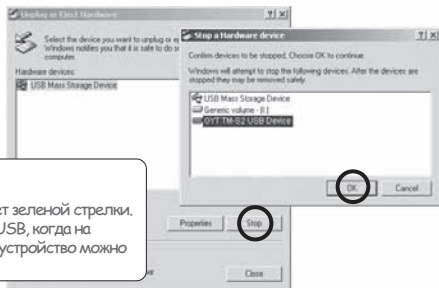 Unplug or Eject Hardware
Select the device you want to unplug or e
Windows notifies you that it is safe to do so
computer.
Hardware devices:
USB Mass Storage Device
Stop a Hardware device
Confirm devices to be stopped, Choose OK to continue.
Windows will attempt to stop the following devices. After the devices are
stopped they may be removed safely.
USB Mass Storage Device
Generic volume - (I:)
OYT TM-S2 USB Device
OK
Cancel
ет зеленой стрелки.
USB, когда на
устройство можно
Properties
Stop
Close